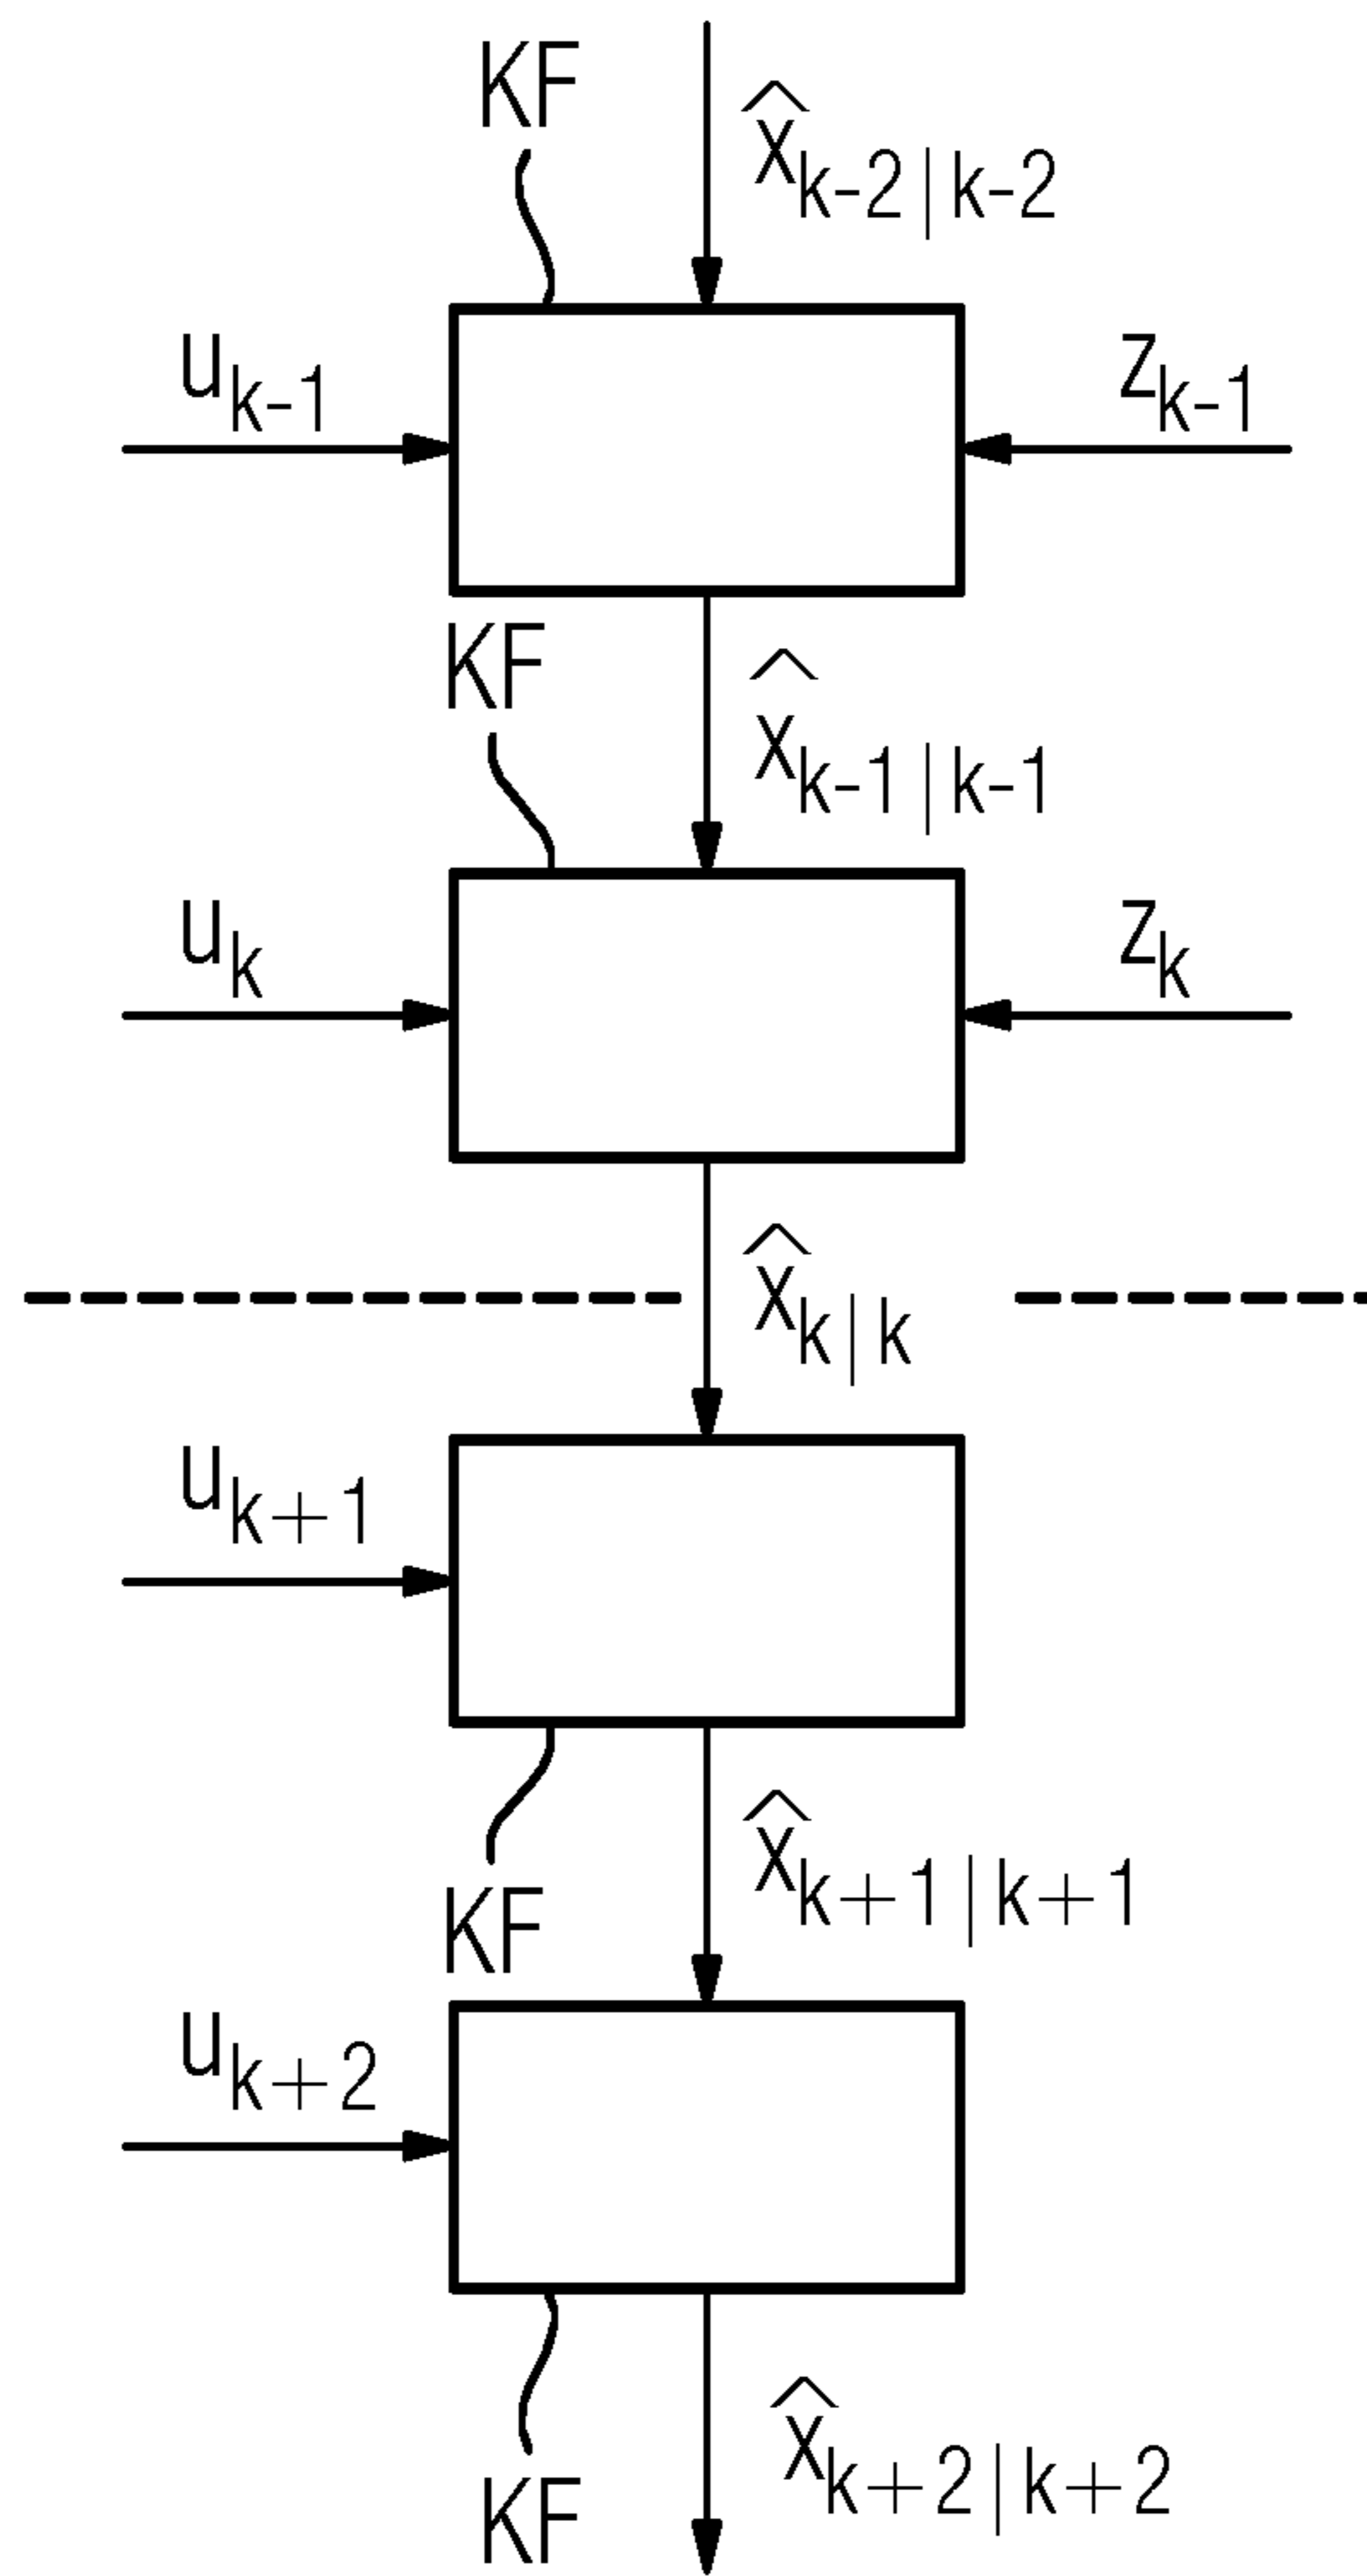 KF
x̂k-2|k-2
uk-1
zk-1
KF
x̂k-1|k-1
uk
zk
x̂k|k
uk+1
x̂k+1|k+1
KF
uk+2
x̂k+2|k+2
KF